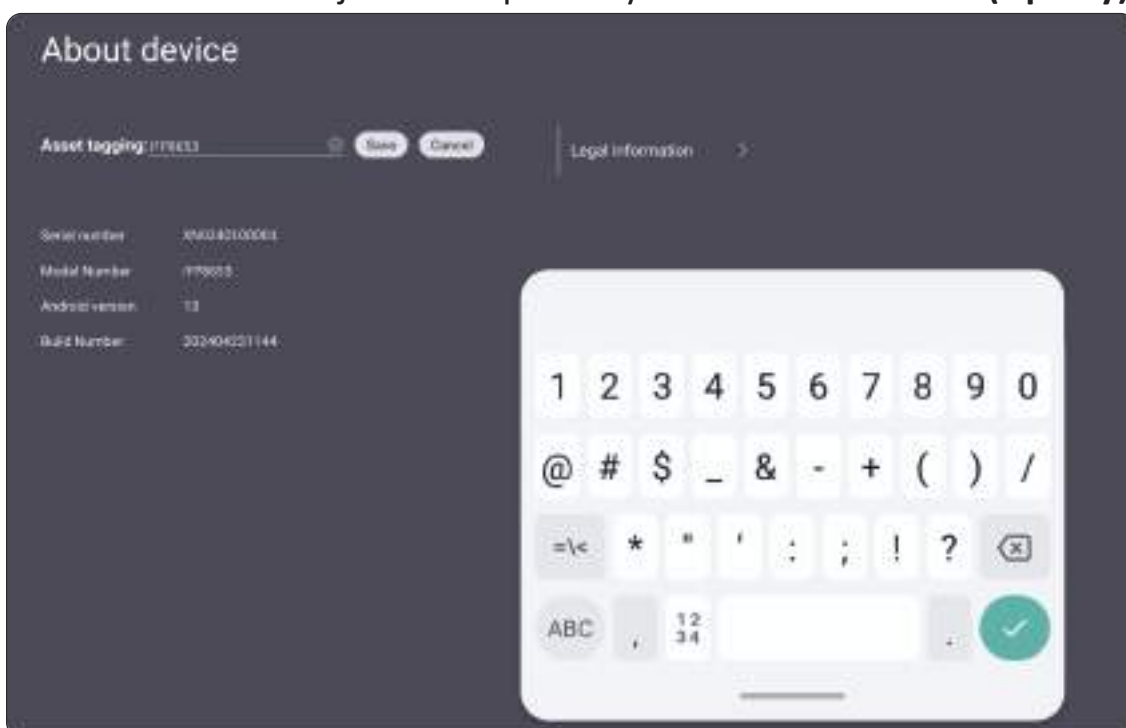 About device
Asset tagging:
Save
Cancel
Legal information >
Serial number
Model Number
Android version 13
Build Number 202404221144
1 2 3 4 5 6 7 8 9 0
@ # $ _ & - + ( ) /
=\< * " ' : ; ! ?
ABC , 12 .
34